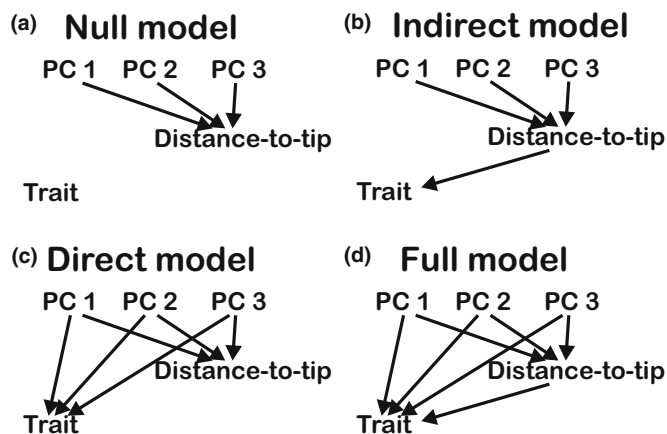 (a) Null model
PC 1 PC 2 PC 3
Distance-to-tip
Trait
(b) Indirect model
PC 1 PC 2 PC 3
Distance-to-tip
Trait
(c) Direct model
PC 1 PC 2 PC 3
Distance-to-tip
Trait
(d) Full model
PC 1 PC 2 PC 3
Distance-to-tip
Trait